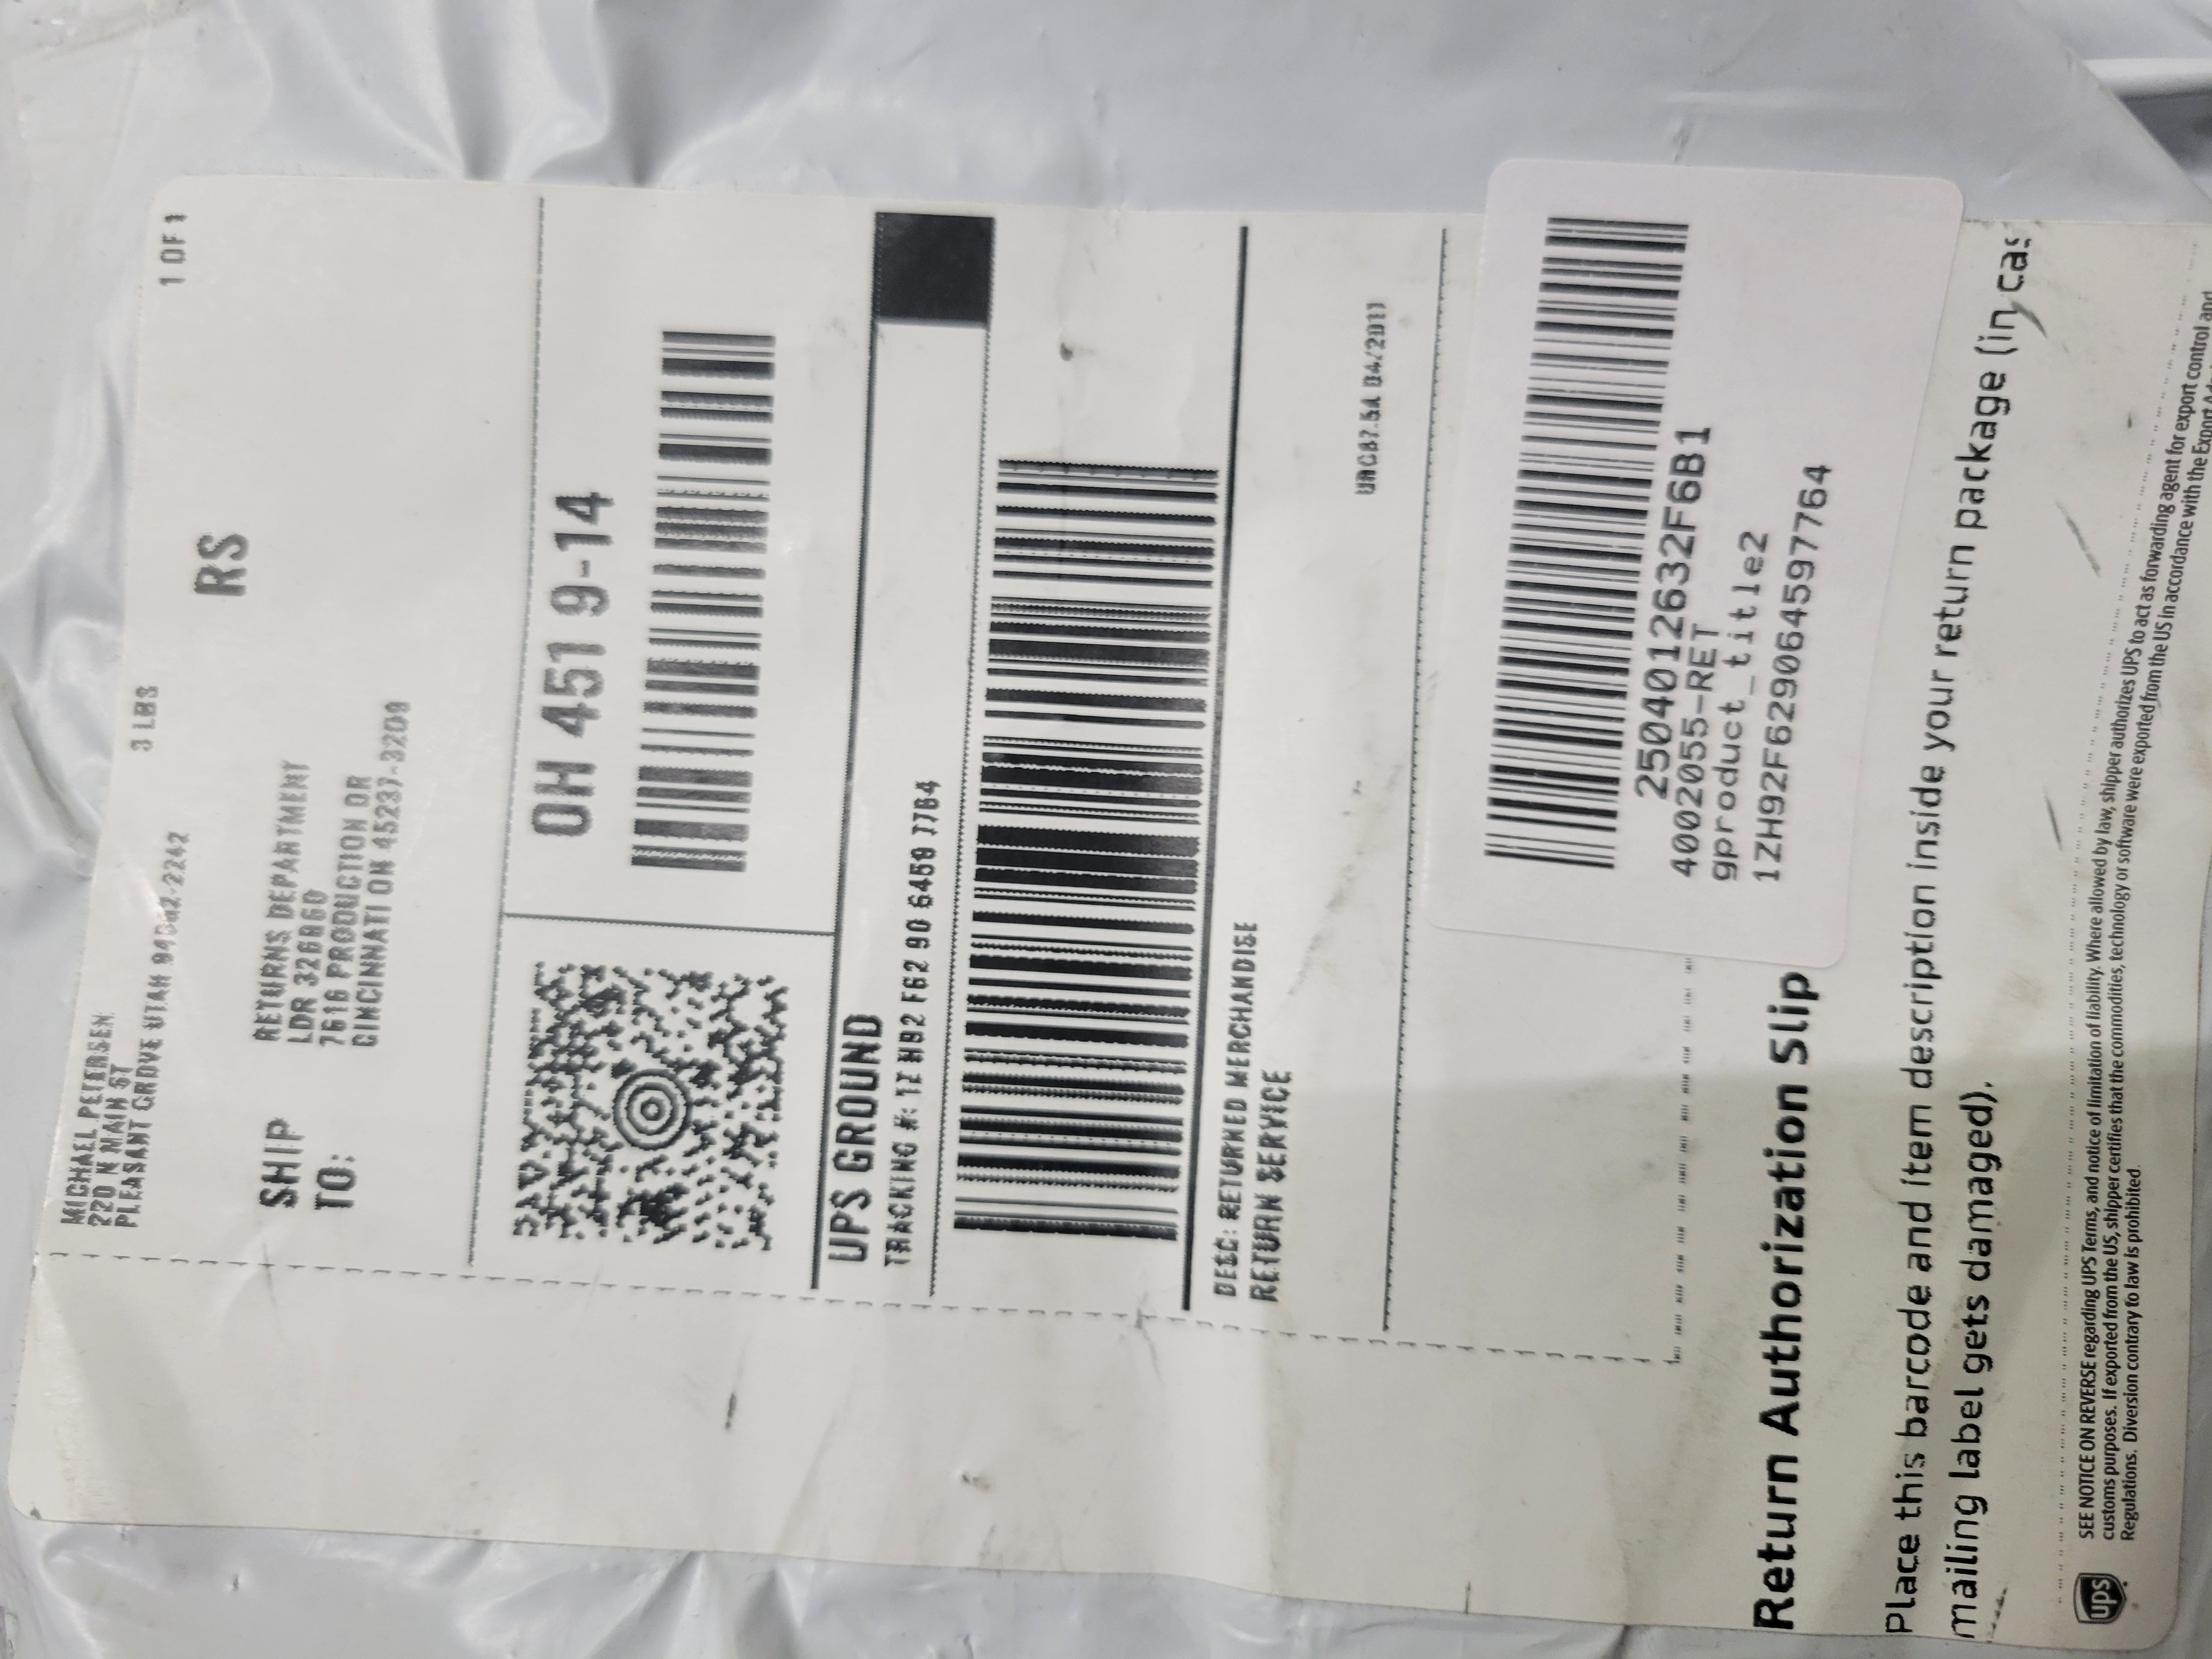 MICHAEL PETERSEN
220 N MAIN ST
PLEASANT GROVE UTAH
3 LBS
1 OF 1
RS
SHIP
TO:
RETURNS DEPARTMENT
7616 PRODUCTION DR
CINCINNATI OH 45237-3209
OH 451 9-14
UPS GROUND
TRACKING #: 1Z H92 F62 90 6459 7764
DESC: RETURNED MERCHANDISE
RETURN SERVICE
04/2011
2504012632F6B1
4002055-RET
gproduct_title2
1ZH92F629064597764
Return Authorization Slip
Place this barcode and item description inside your return package (in cas
mailing label gets damaged).
ups
SEE NOTICE ON REVERSE regarding UPS Terms, and notice of limitation of liability. Where allowed by law, shipper authorizes UPS to act as forwarding agent for export control and
customs purposes. If exported from the US, shipper certifies that the commodities, technology or software were exported from the US in accordance with the Export
Regulations. Diversion contrary to law is prohibited.